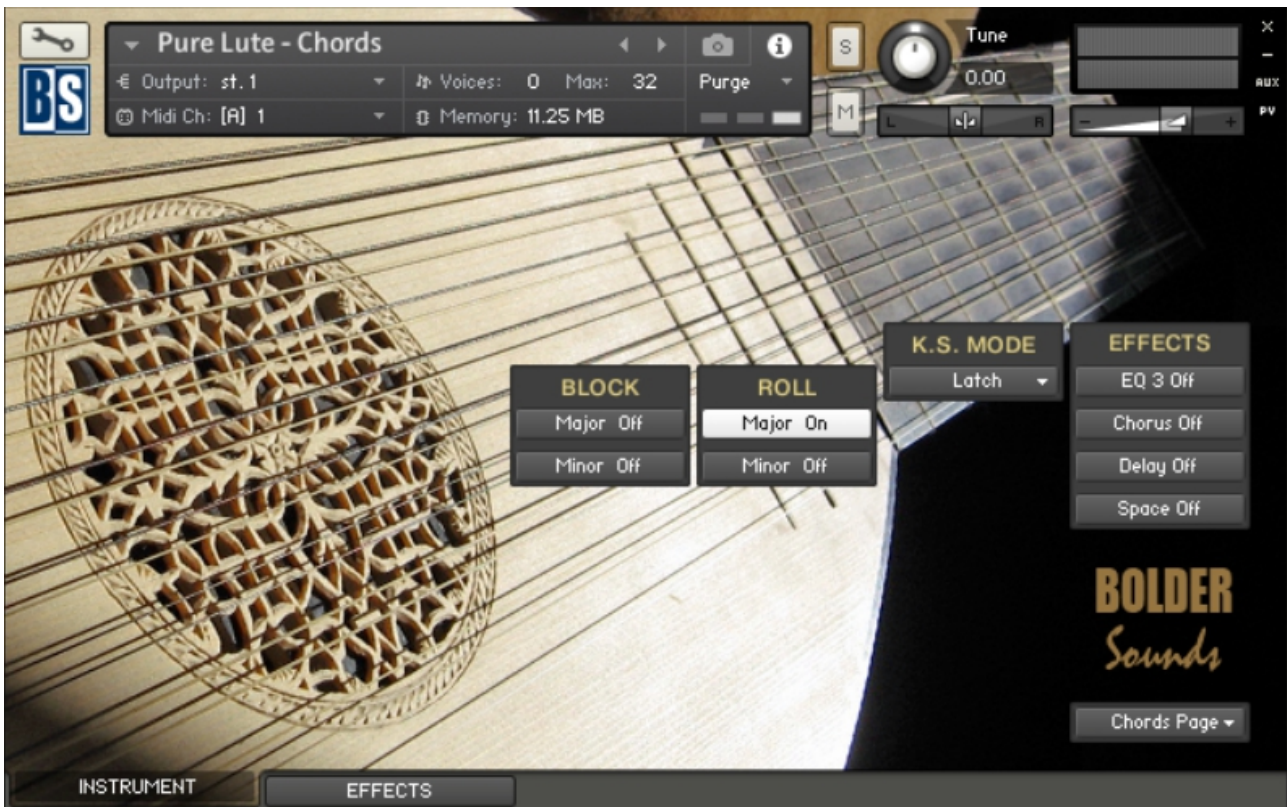 Pure Lute - Chords
Output: st. 1
Voices: 0 Max: 32
Purge
Midi Ch: [A] 1
Memory: 11.25 MB
BS
S
M
Tune
0.00
L R
- +
×
-
AUX
PV
BLOCK
Major Off
Minor Off
ROLL
Major On
Minor Off
K.S. MODE
Latch
EFFECTS
EQ 3 Off
Chorus Off
Delay Off
Space Off
BOLDER
Sounds
Chords Page
INSTRUMENT
EFFECTS